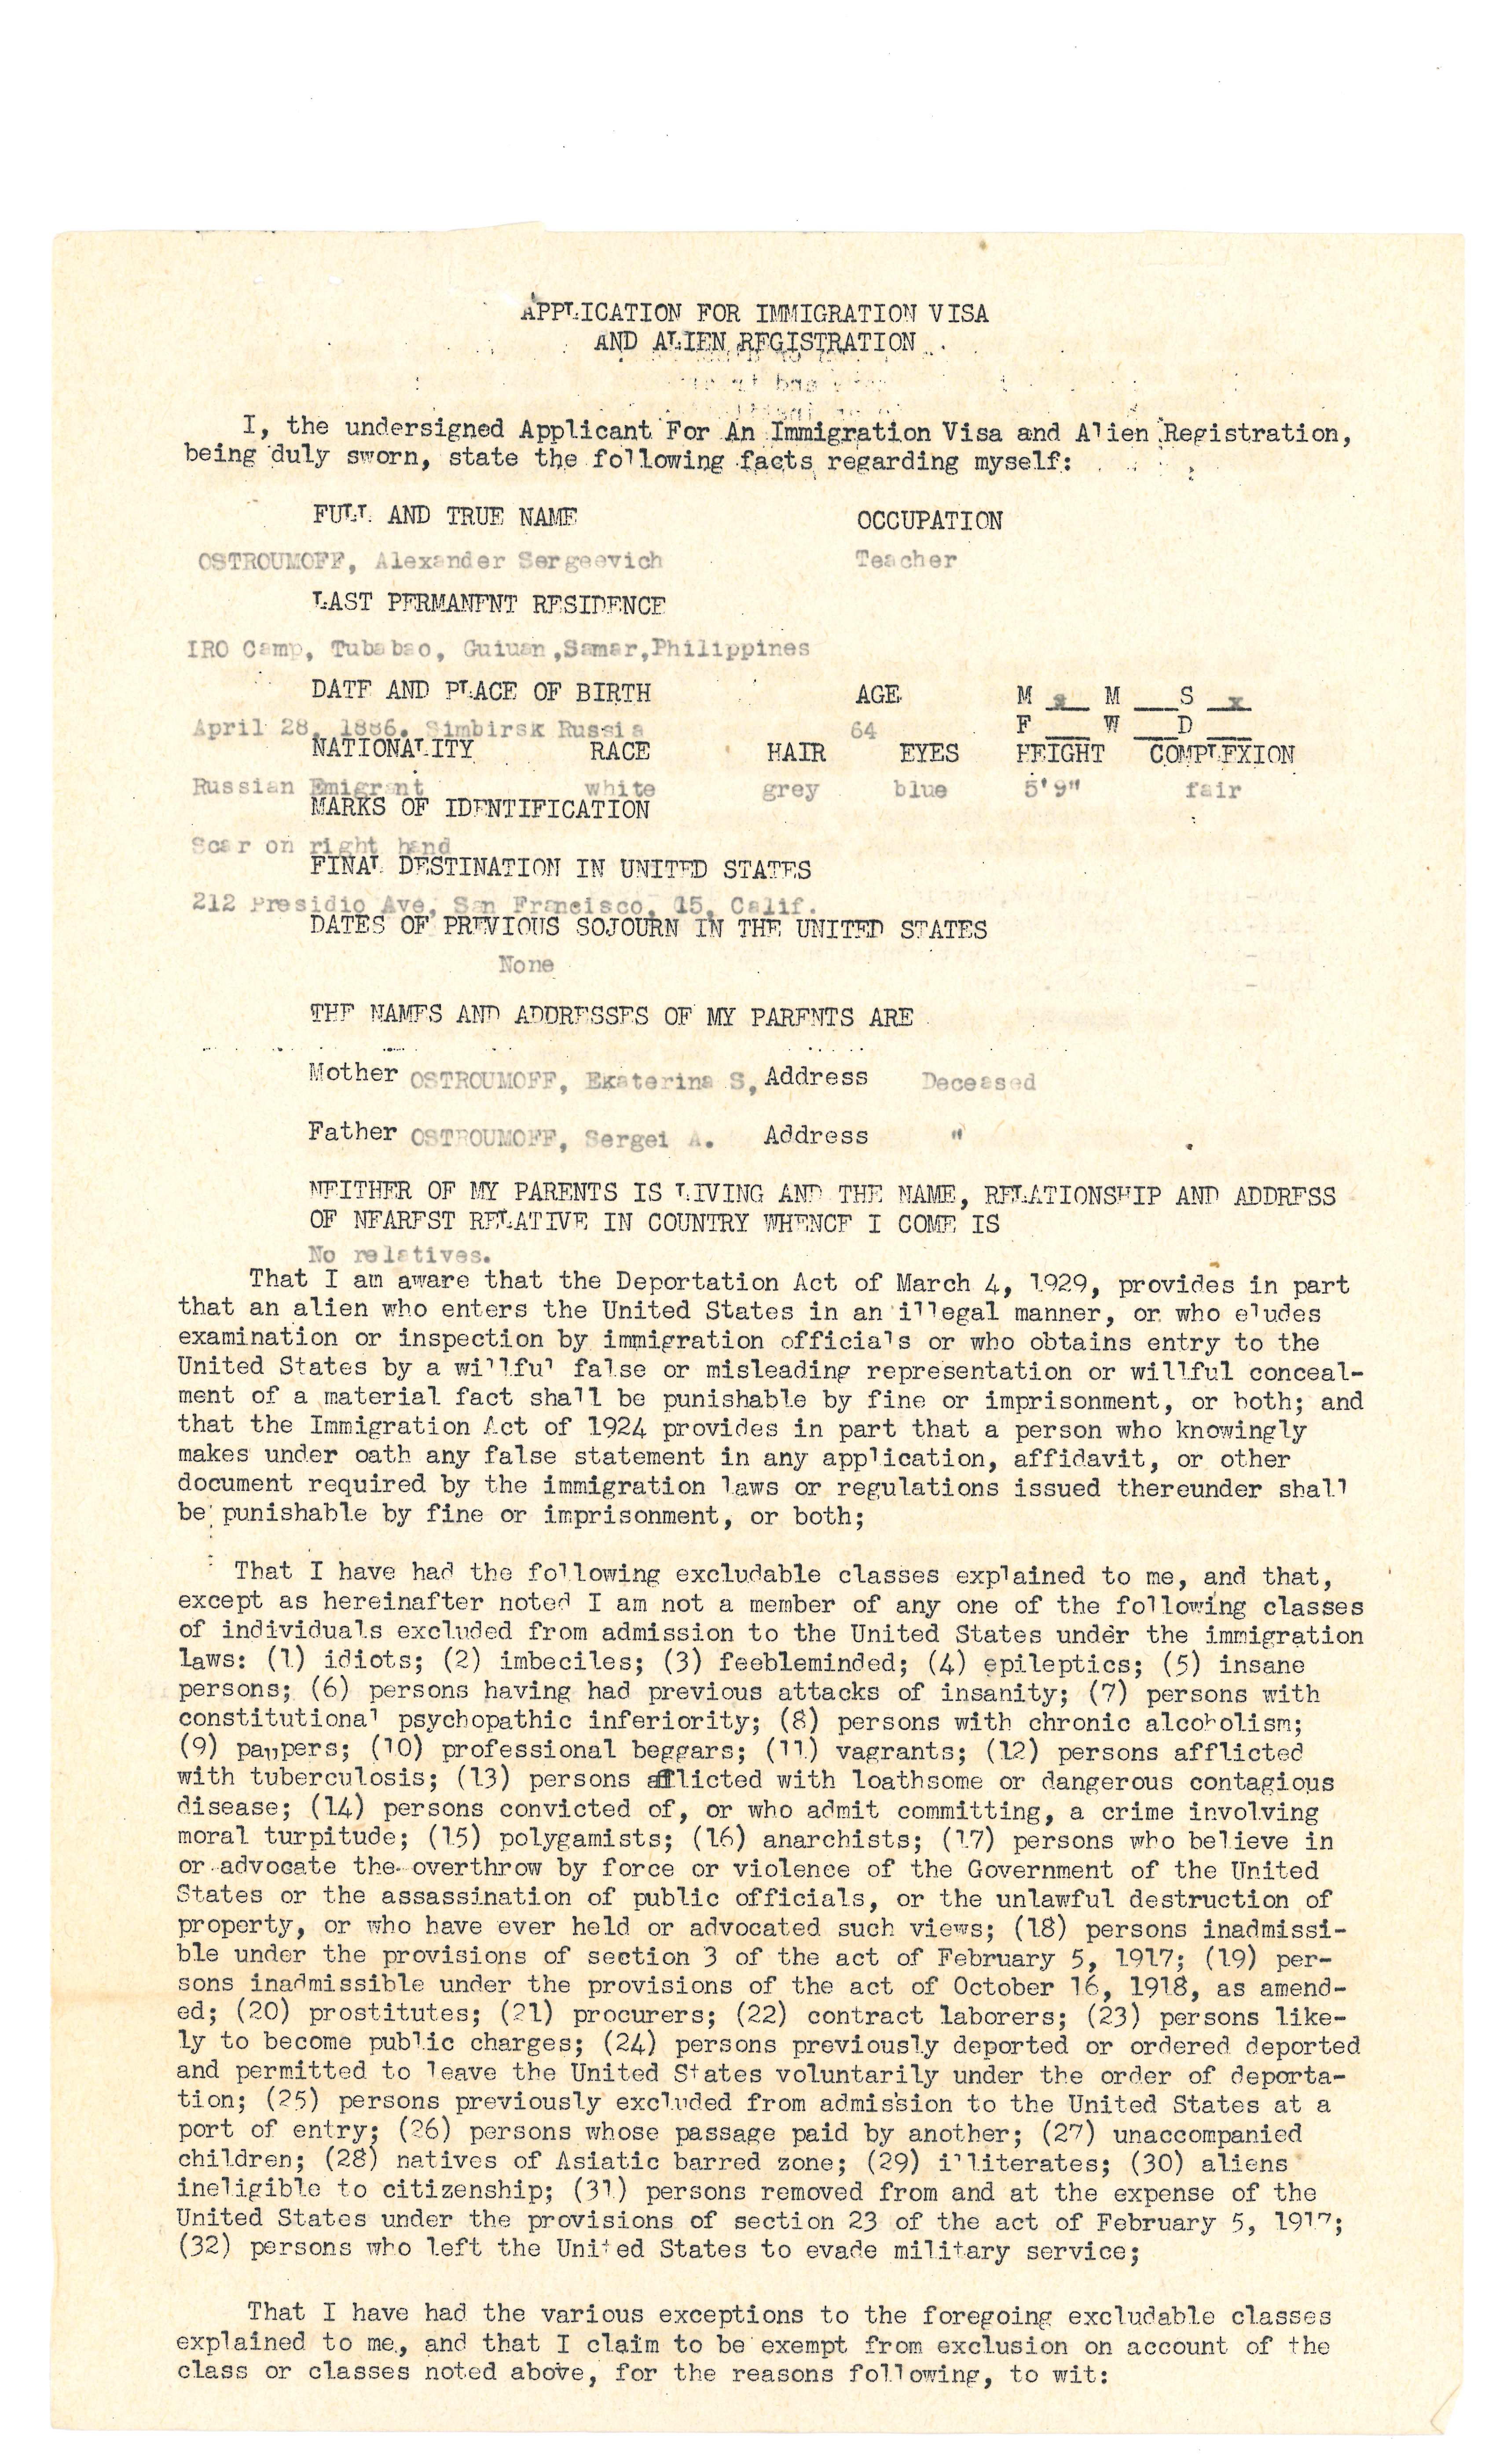 APPLICATION FOR IMMIGRATION VISA
AND ALIEN REGISTRATION
I, the undersigned Applicant For An Immigration Visa and Alien Registration,
being duly sworn, state the following facts regarding myself:
FULL AND TRUE NAME OCCUPATION
OSTROUMOFF, Alexander Sergeevich Teacher
LAST PERMANENT RESIDENCE
IRO Camp, Tubabao, Guiuan,Samar,Philippines
DATE AND PLACE OF BIRTH AGE M x M __ S x
April 28, 1886. Simbirsk Russia 64 F __ W __ D __
NATIONALITY RACE HAIR EYES HEIGHT COMPLEXION
Russian Emigrant white grey blue 5'9" fair
MARKS OF IDENTIFICATION
Scar on right hand
FINAL DESTINATION IN UNITED STATES
212 Presidio Ave, San Francisco, 15, Calif.
DATES OF PREVIOUS SOJOURN IN THE UNITED STATES
None
THE NAMES AND ADDRESSES OF MY PARENTS ARE
Mother OSTROUMOFF, Ekaterina S, Address Deceased
Father OSTROUMOFF, Sergei A. Address "
NEITHER OF MY PARENTS IS LIVING AND THE NAME, RELATIONSHIP AND ADDRESS
OF NEAREST RELATIVE IN COUNTRY WHENCE I COME IS
No relatives.
That I am aware that the Deportation Act of March 4, 1929, provides in part
that an alien who enters the United States in an illegal manner, or who eludes
examination or inspection by immigration officials or who obtains entry to the
United States by a willful false or misleading representation or willful conceal-
ment of a material fact shall be punishable by fine or imprisonment, or both; and
that the Immigration Act of 1924 provides in part that a person who knowingly
makes under oath any false statement in any application, affidavit, or other
document required by the immigration laws or regulations issued thereunder shall
be punishable by fine or imprisonment, or both;
That I have had the following excludable classes explained to me, and that,
except as hereinafter noted I am not a member of any one of the following classes
of individuals excluded from admission to the United States under the immigration
laws: (1) idiots; (2) imbeciles; (3) feebleminded; (4) epileptics; (5) insane
persons; (6) persons having had previous attacks of insanity; (7) persons with
constitutional psychopathic inferiority; (8) persons with chronic alcoholism;
(9) paupers; (10) professional beggars; (11) vagrants; (12) persons afflicted
with tuberculosis; (13) persons afflicted with loathsome or dangerous contagious
disease; (14) persons convicted of, or who admit committing, a crime involving
moral turpitude; (15) polygamists; (16) anarchists; (17) persons who believe in
or advocate the overthrow by force or violence of the Government of the United
States or the assassination of public officials, or the unlawful destruction of
property, or who have ever held or advocated such views; (18) persons inadmissi-
ble under the provisions of section 3 of the act of February 5, 1917; (19) per-
sons inadmissible under the provisions of the act of October 16, 1918, as amend-
ed; (20) prostitutes; (21) procurers; (22) contract laborers; (23) persons like-
ly to become public charges; (24) persons previously deported or ordered deported
and permitted to leave the United States voluntarily under the order of deporta-
tion; (25) persons previously excluded from admission to the United States at a
port of entry; (26) persons whose passage paid by another; (27) unaccompanied
children; (28) natives of Asiatic barred zone; (29) illiterates; (30) aliens
ineligible to citizenship; (31) persons removed from and at the expense of the
United States under the provisions of section 23 of the act of February 5, 1917;
(32) persons who left the United States to evade military service;
That I have had the various exceptions to the foregoing excludable classes
explained to me, and that I claim to be exempt from exclusion on account of the
class or classes noted above, for the reasons following, to wit: